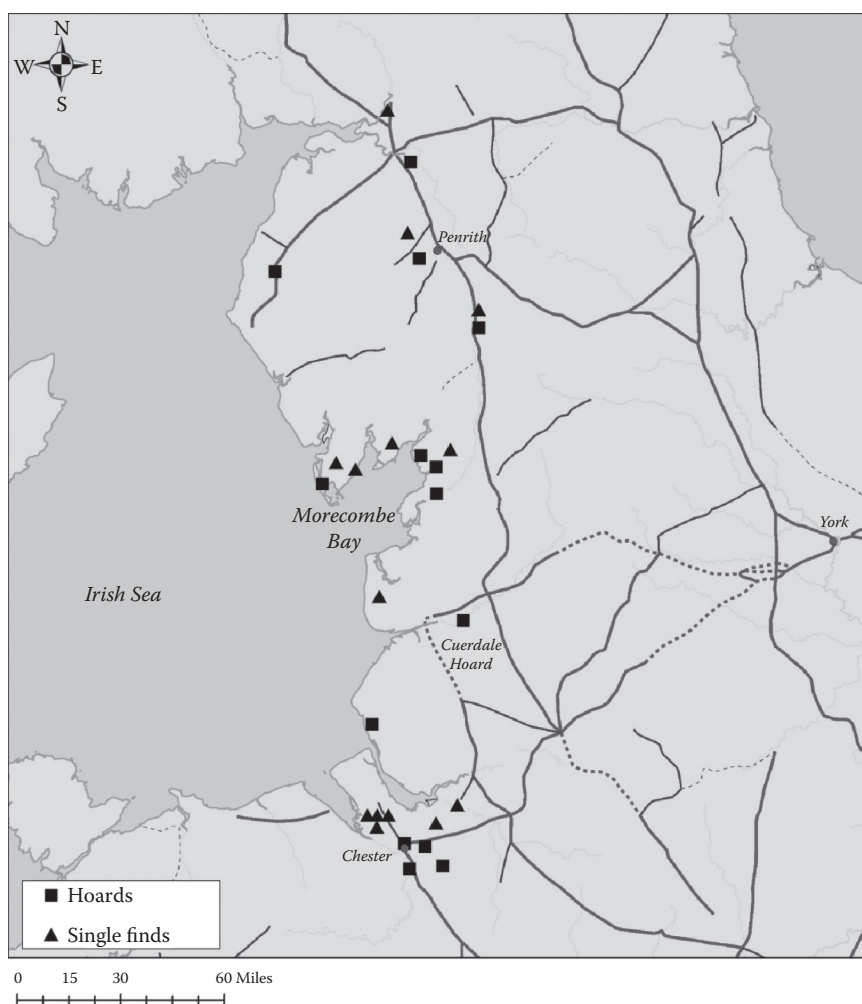 N
W E
S
Penrith
Morecombe
Bay
York
Irish Sea
Cuerdale
Hoard
Chester
Hoards
Single finds
0 15 30 60 Miles